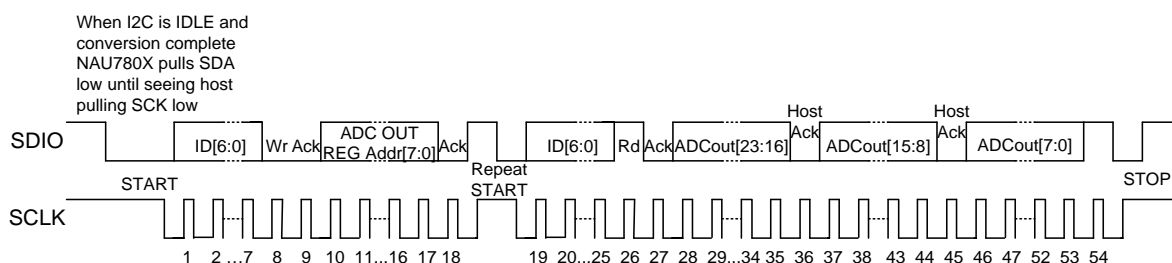 When I2C is IDLE and
conversion complete
NAU780X pulls SDA
low until seeing host
pulling SCK low
SDIO
ID[6:0]
Wr Ack
ADC OUT
REG Addr[7:0]
Ack
ID[6:0]
Rd Ack
ADCout[23:16]
Host
Ack
ADCout[15:8]
Host
Ack
ADCout[7:0]
START
Repeat
START
STOP
SCLK
1 2 ...7 8 9 10 11...16 17 18 19 20...25 26 27 28 29...34 35 36 37 38 43 44 45 46 47 52 53 54